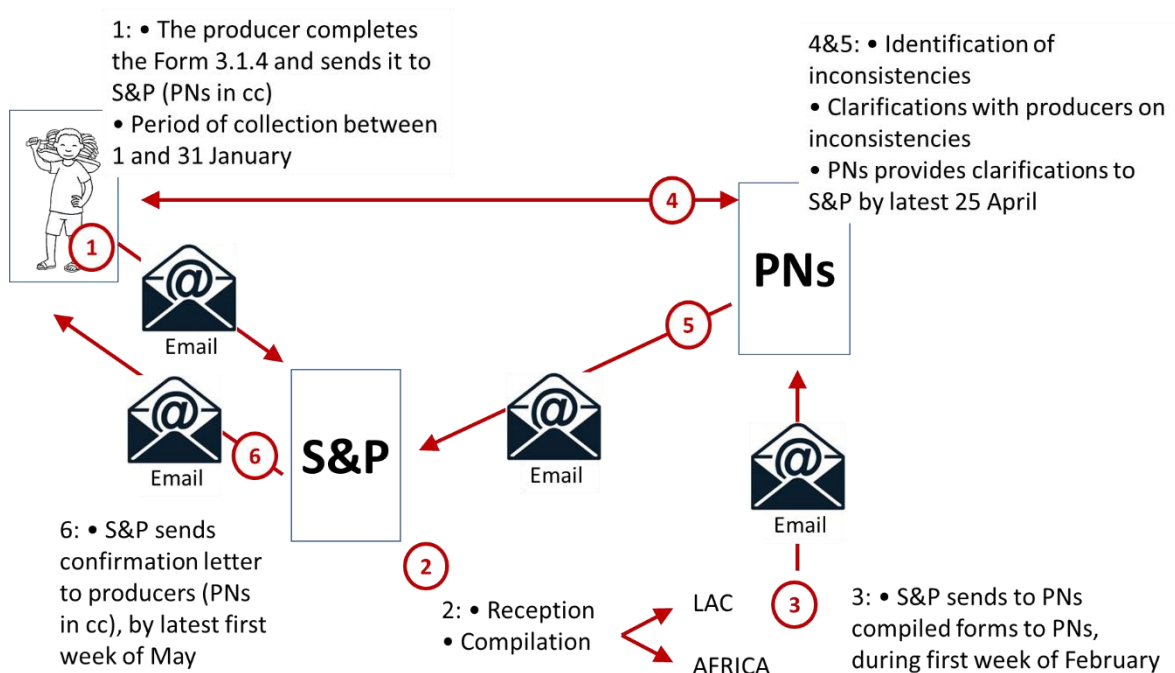 1: • The producer completes
the Form 3.1.4 and sends it to
S&P (PNs in cc)
• Period of collection between
1 and 31 January
4&5: • Identification of
inconsistencies
• Clarifications with producers on
inconsistencies
• PNs provides clarifications to
S&P by latest 25 April
4
1
@
Email
PNs
5
@
Email
6
S&P
@
Email
@
Email
6: • S&P sends
confirmation letter
to producers (PNs
in cc), by latest first
week of May
2
2: • Reception
• Compilation
LAC
AFRICA
3
3: • S&P sends to PNs
compiled forms to PNs,
during first week of February